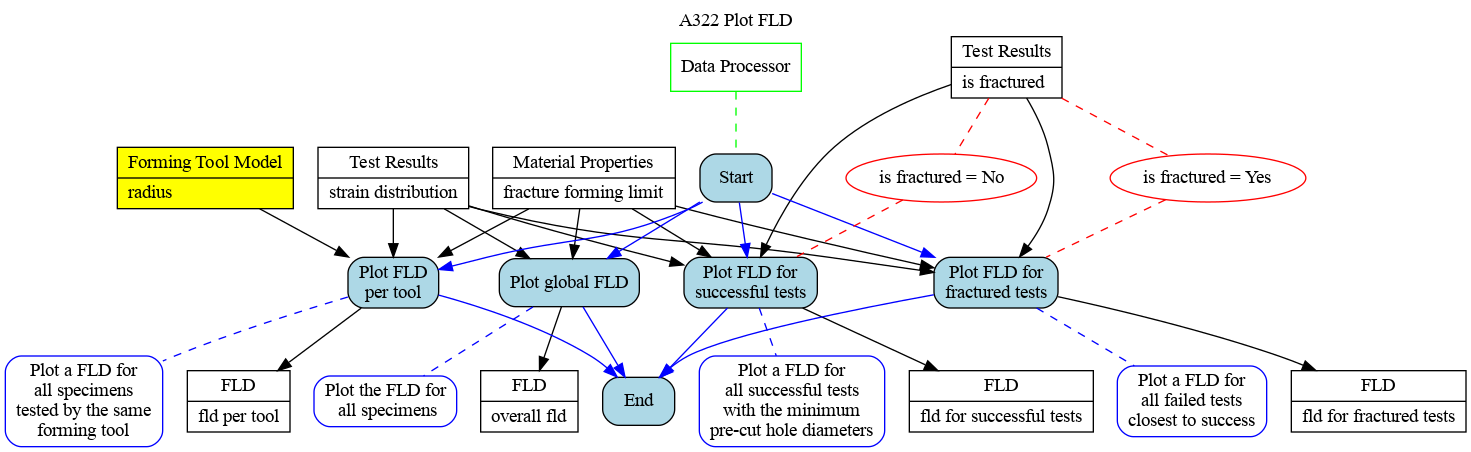 A322 Plot FLD
Data Processor
Test Results
is fractured
Forming Tool Model
radius
Test Results
strain distribution
Material Properties
fracture forming limit
Start
is fractured = No
is fractured = Yes
Plot FLD
per tool
Plot global FLD
Plot FLD for
successful tests
Plot FLD for
fractured tests
Plot a FLD for
all specimens
tested by the same
forming tool
FLD
fld per tool
Plot the FLD for
all specimens
FLD
overall fld
End
Plot a FLD for
all successful tests
with the minimum
pre-cut hole diameters
FLD
fld for successful tests
Plot a FLD for
all failed tests
closest to success
FLD
fld for fractured tests